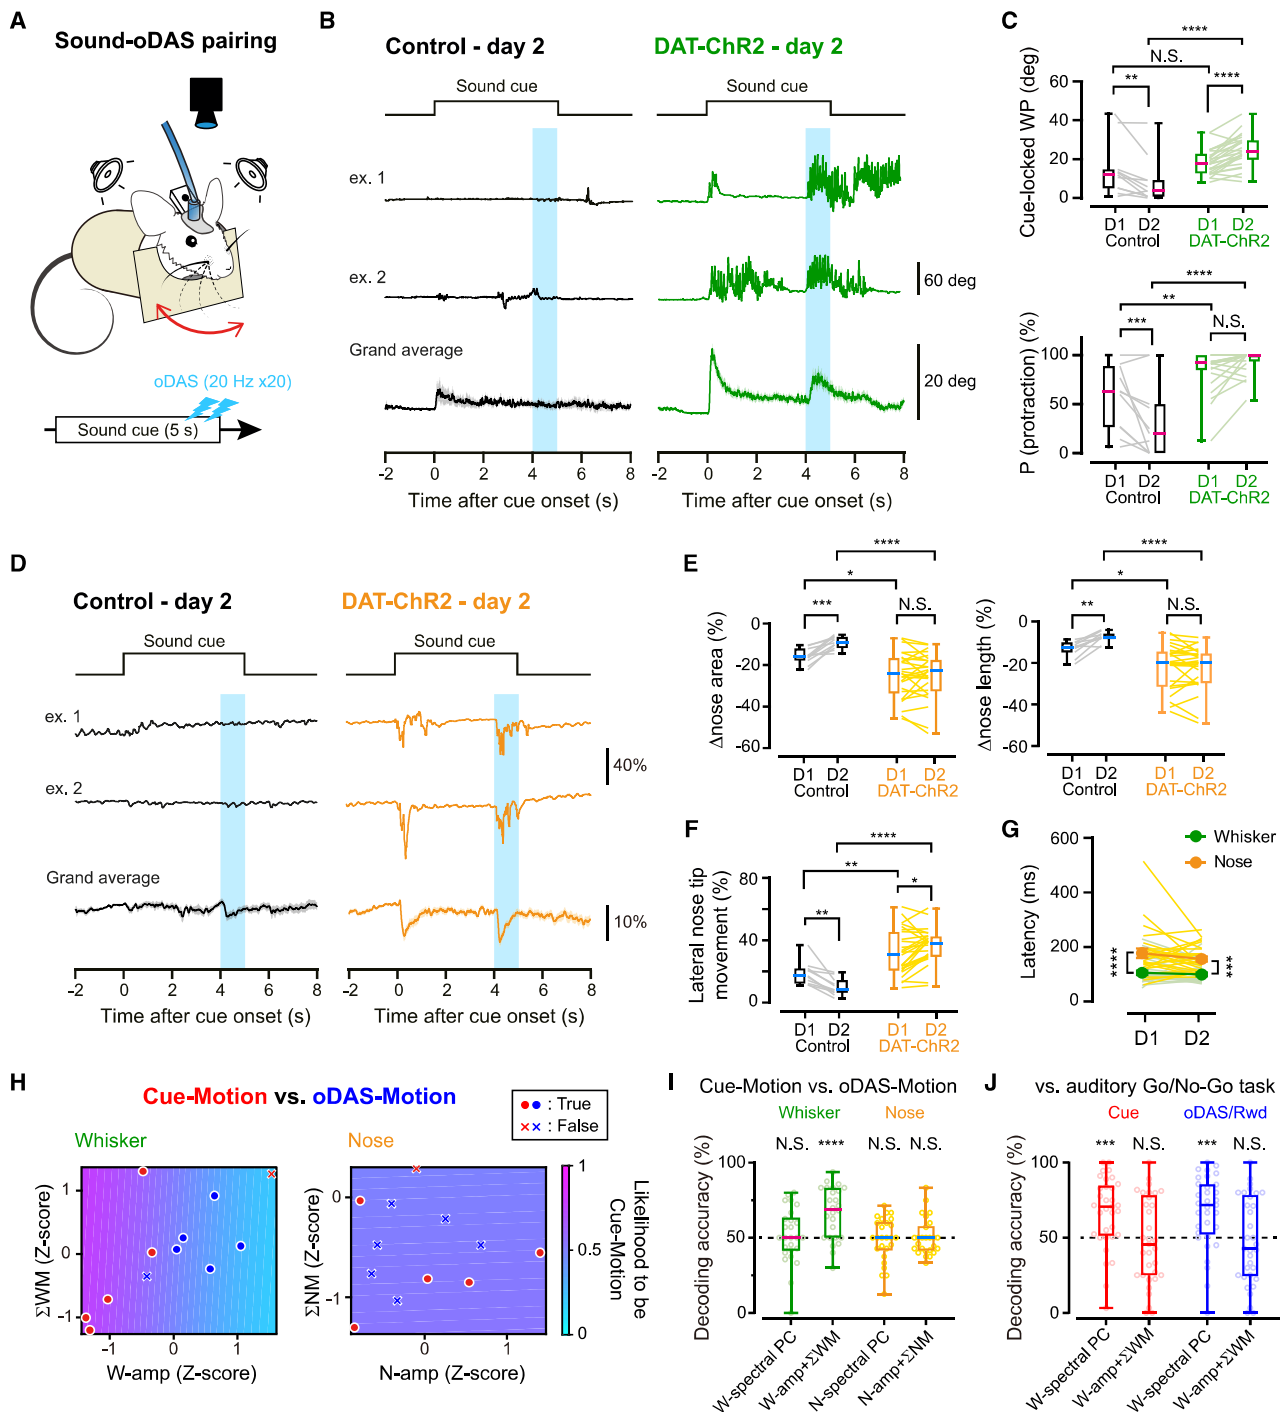 A
Sound-oDAS pairing
oDAS (20 Hz x20)
Sound cue (5 s)
B
Control - day 2
DAT-ChR2 - day 2
Sound cue
Sound cue
ex. 1
ex. 2
60 deg
Grand average
20 deg
-2 0 2 4 6 8
-2 0 2 4 6 8
Time after cue onset (s)
Time after cue onset (s)
C
****
N.S.
** ****
Cue-locked WP (deg)
60
40
20
0
D1 D2 D1 D2
Control DAT-ChR2
****
**
*** N.S.
P (protraction) (%)
100
50
0
D1 D2 D1 D2
Control DAT-ChR2
D
Control - day 2
DAT-ChR2 - day 2
Sound cue
Sound cue
ex. 1
40%
ex. 2
Grand average
10%
-2 0 2 4 6 8
-2 0 2 4 6 8
Time after cue onset (s)
Time after cue onset (s)
E
****
*
*** N.S.
Δnose area (%)
0
-20
-40
-60
D1 D2 D1 D2
Control DAT-ChR2
****
*
** N.S.
Δnose length (%)
0
-20
-40
-60
D1 D2 D1 D2
Control DAT-ChR2
F
****
**
** *
Lateral nose tip
movement (%)
80
40
0
D1 D2 D1 D2
Control DAT-ChR2
G
Whisker
Nose
Latency (ms)
600
400
200
0
**** ***
D1 D2
H
Cue-Motion vs. oDAS-Motion
: True
: False
Whisker
Nose
ΣWM (Z-score)
1
0
-1
-1 0 1
W-amp (Z-score)
ΣNM (Z-score)
0
-1
0 1
N-amp (Z-score)
1
0.5
0
Likelihood to be
Cue-Motion
I
Cue-Motion vs. oDAS-Motion
Whisker Nose
N.S. **** N.S. N.S.
Decoding accuracy (%)
100
50
0
W-spectral PC
W-amp+ΣWM
N-spectral PC
N-amp+ΣNM
J
vs. auditory Go/No-Go task
Cue oDAS/Rwd
*** N.S. *** N.S.
Decoding accuracy (%)
100
50
0
W-spectral PC
W-amp+ΣWM
W-spectral PC
W-amp+ΣWM